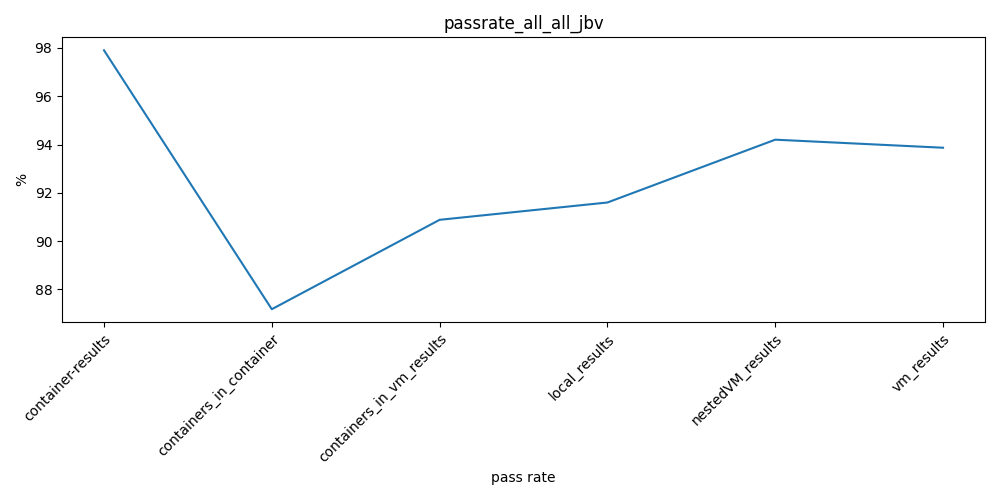 passrate_all_all_jbv
98
96
94
92
90
88
%
container-results
containers_in_container
containers_in_vm_results
local_results
nestedVM_results
vm_results
pass rate